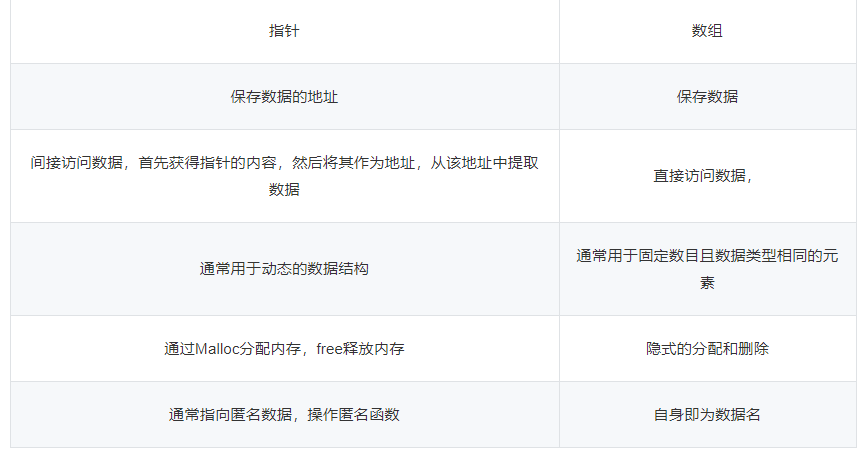 指针
数组
保存数据的地址
保存数据
间接访问数据，首先获得指针的内容，然后将其作为地址，从该地址中提取
数据
直接访问数据，
通常用于动态的数据结构
通常用于固定数目且数据类型相同的元
素
通过Malloc分配内存，free释放内存
隐式的分配和删除
通常指向匿名数据，操作匿名函数
自身即为数据名